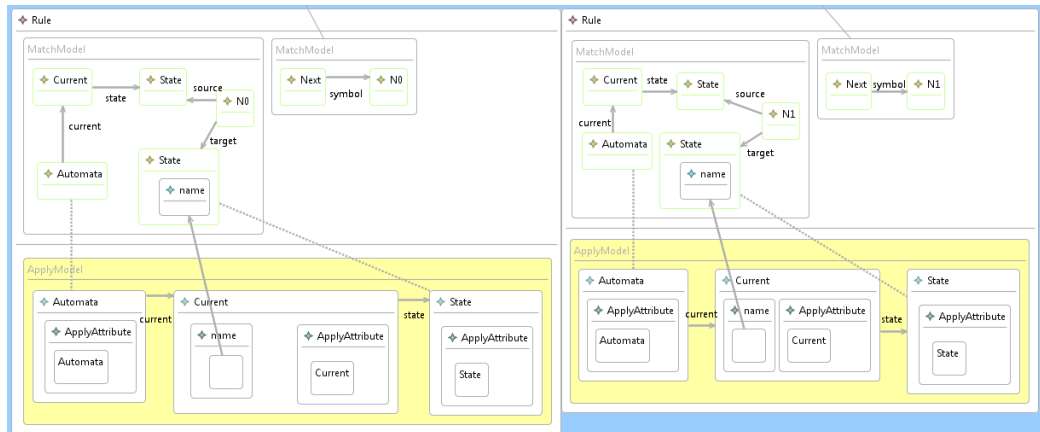 Rule
MatchModel
Current
State
state
source
N0
current
target
Automata
State
name
MatchModel
Next
N0
symbol
ApplyModel
Automata
current
Current
state
State
ApplyAttribute
Automata
name
ApplyAttribute
Current
ApplyAttribute
State
Rule
MatchModel
Current
state
State
source
N1
current
Automata
State
target
name
MatchModel
Next
symbol
N1
ApplyModel
Automata
current
Current
state
State
ApplyAttribute
Automata
name
ApplyAttribute
Current
ApplyAttribute
State